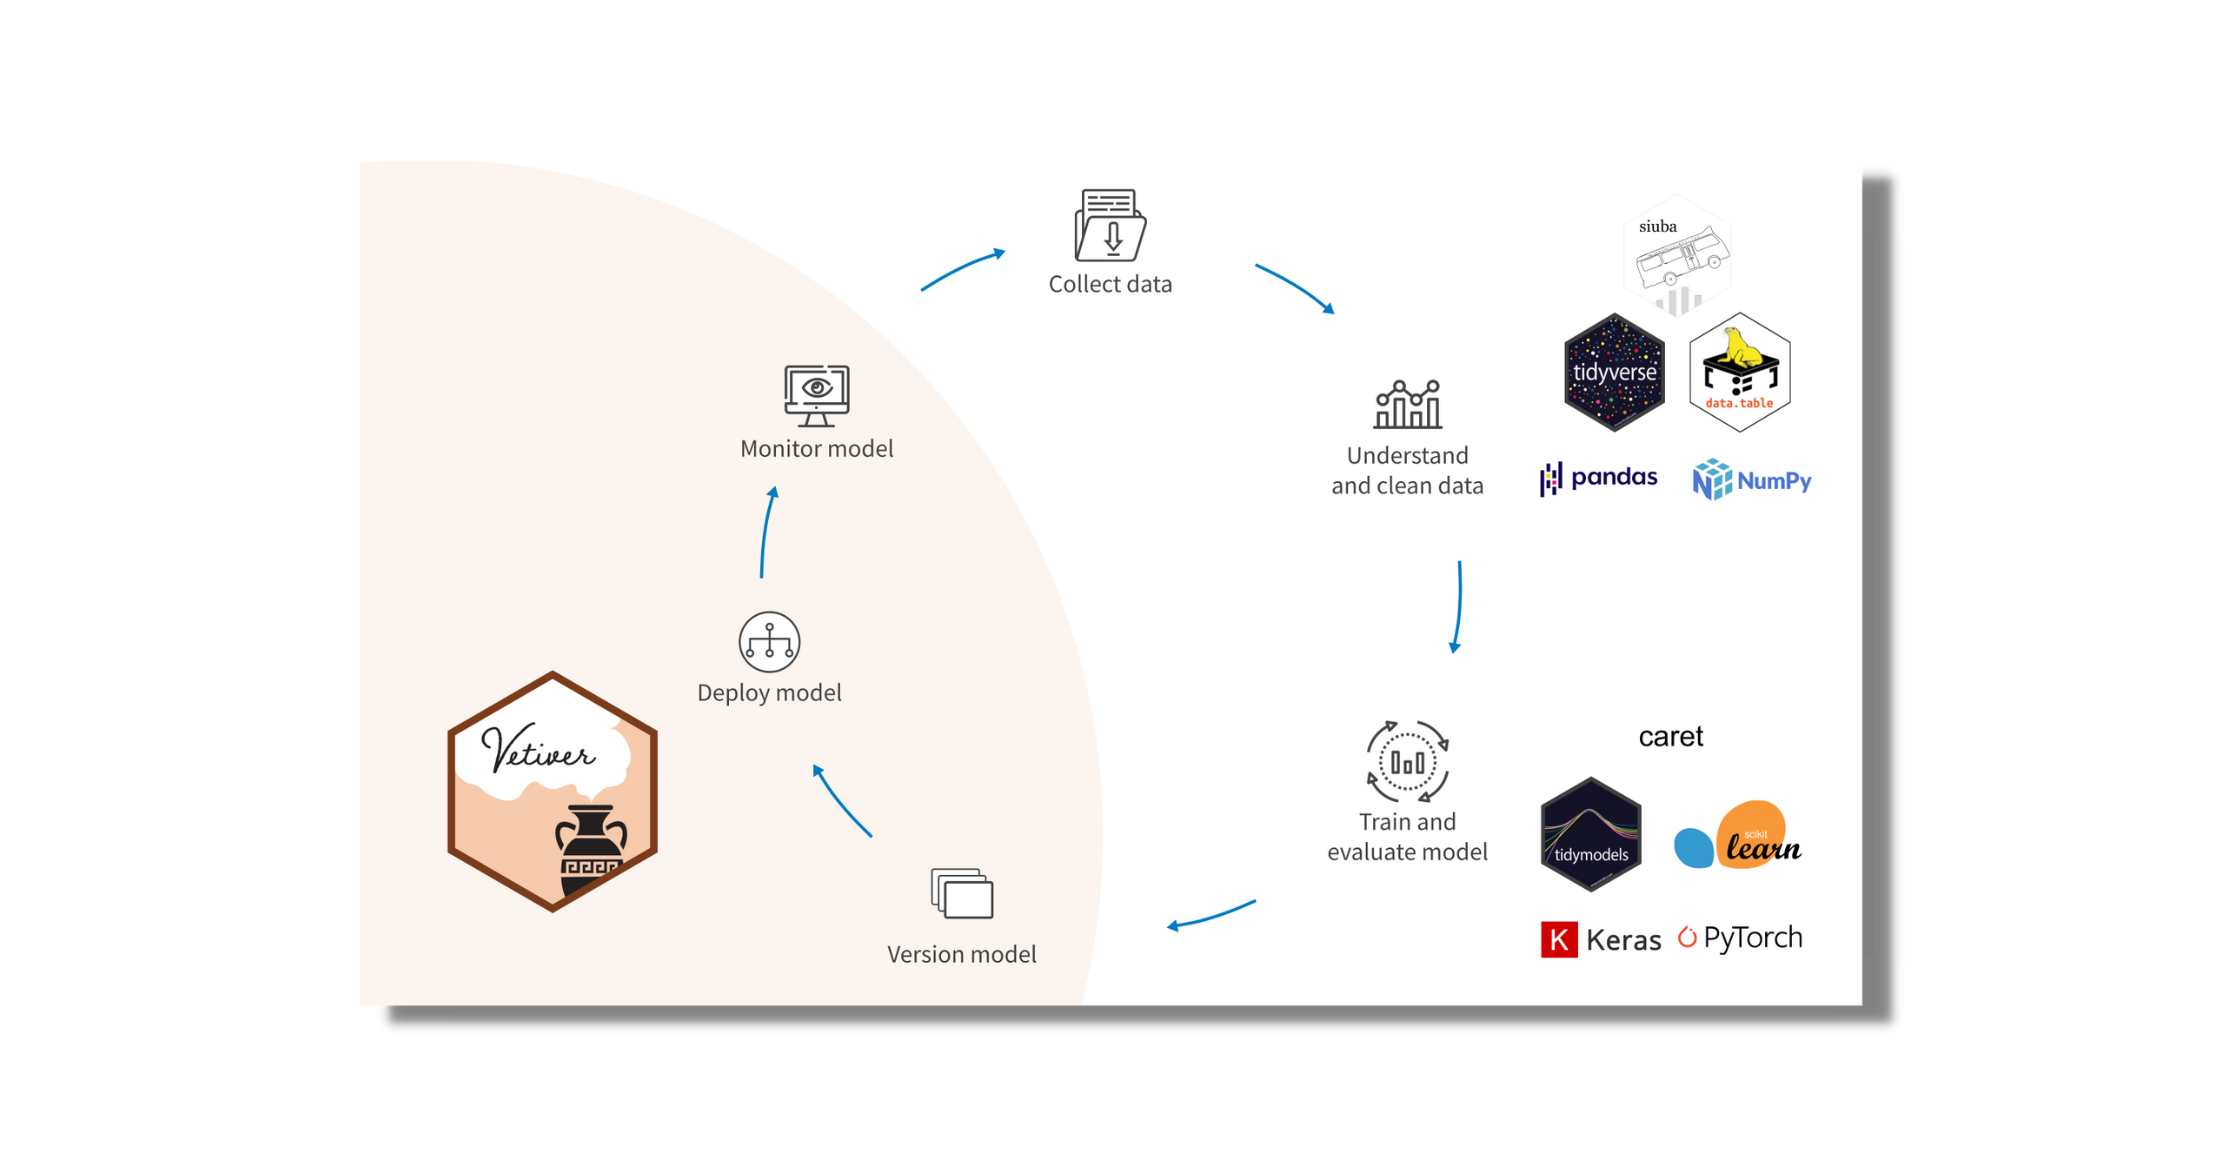 Collect data
siuba
tidyverse
data.table
Understand
and clean data
pandas
NumPy
Monitor model
Deploy model
Vetiver
Version model
Train and
evaluate model
caret
tidymodels
scikit
learn
K Keras
PyTorch